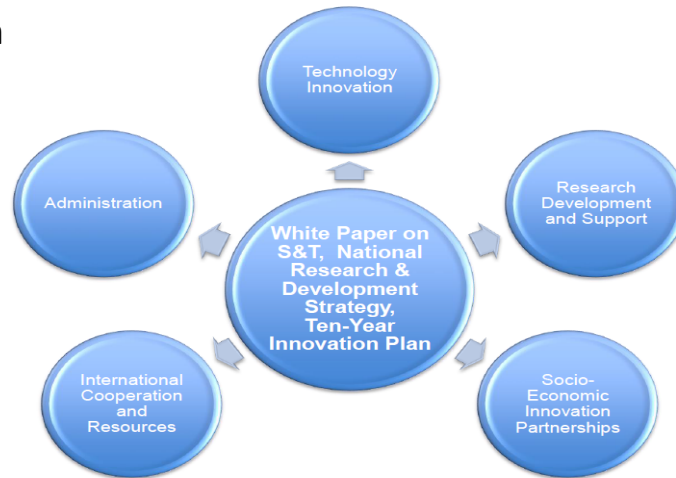 Technology
Innovation
Administration
Research
Development
and Support
White Paper on
S&T, National
Research &
Development
Strategy,
Ten-Year
Innovation Plan
International
Cooperation
and
Resources
Socio-
Economic
Innovation
Partnerships